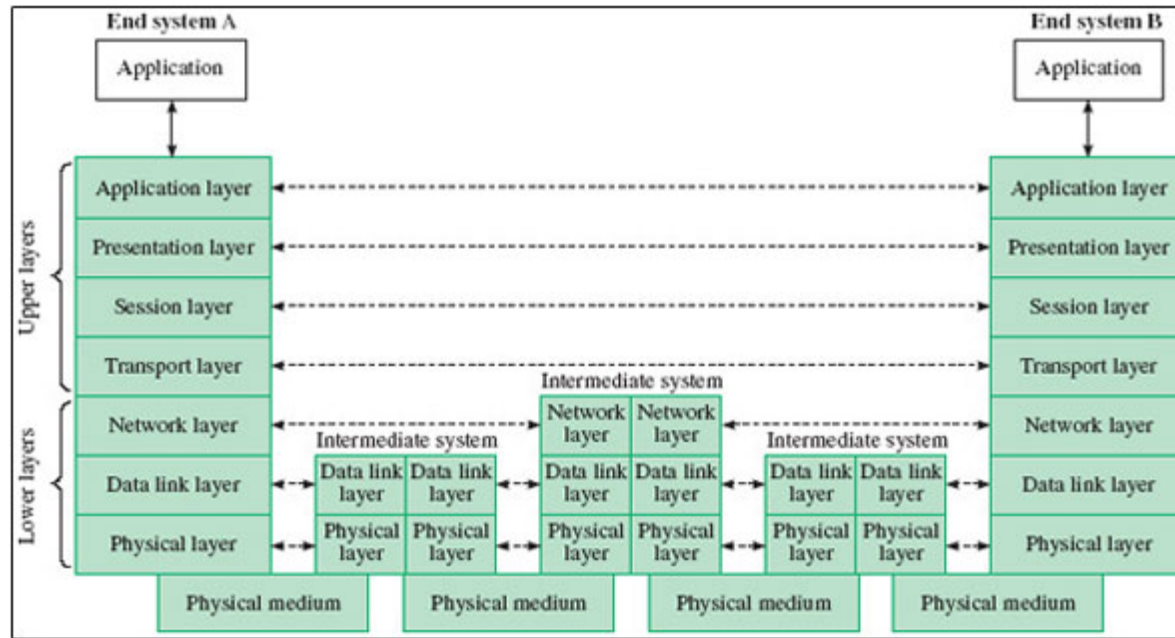 End system A
End system B
Application
Application
Upper layers
Application layer
Application layer
Presentation layer
Presentation layer
Session layer
Session layer
Transport layer
Transport layer
Intermediate system
Lower layers
Network layer
Network
layer
Network
layer
Network layer
Intermediate system
Intermediate system
Data link layer
Data link
layer
Data link
layer
Data link
layer
Data link
layer
Data link
layer
Data link
layer
Data link layer
Physical layer
Physical
layer
Physical
layer
Physical
layer
Physical
layer
Physical
layer
Physical
layer
Physical layer
Physical medium
Physical medium
Physical medium
Physical medium